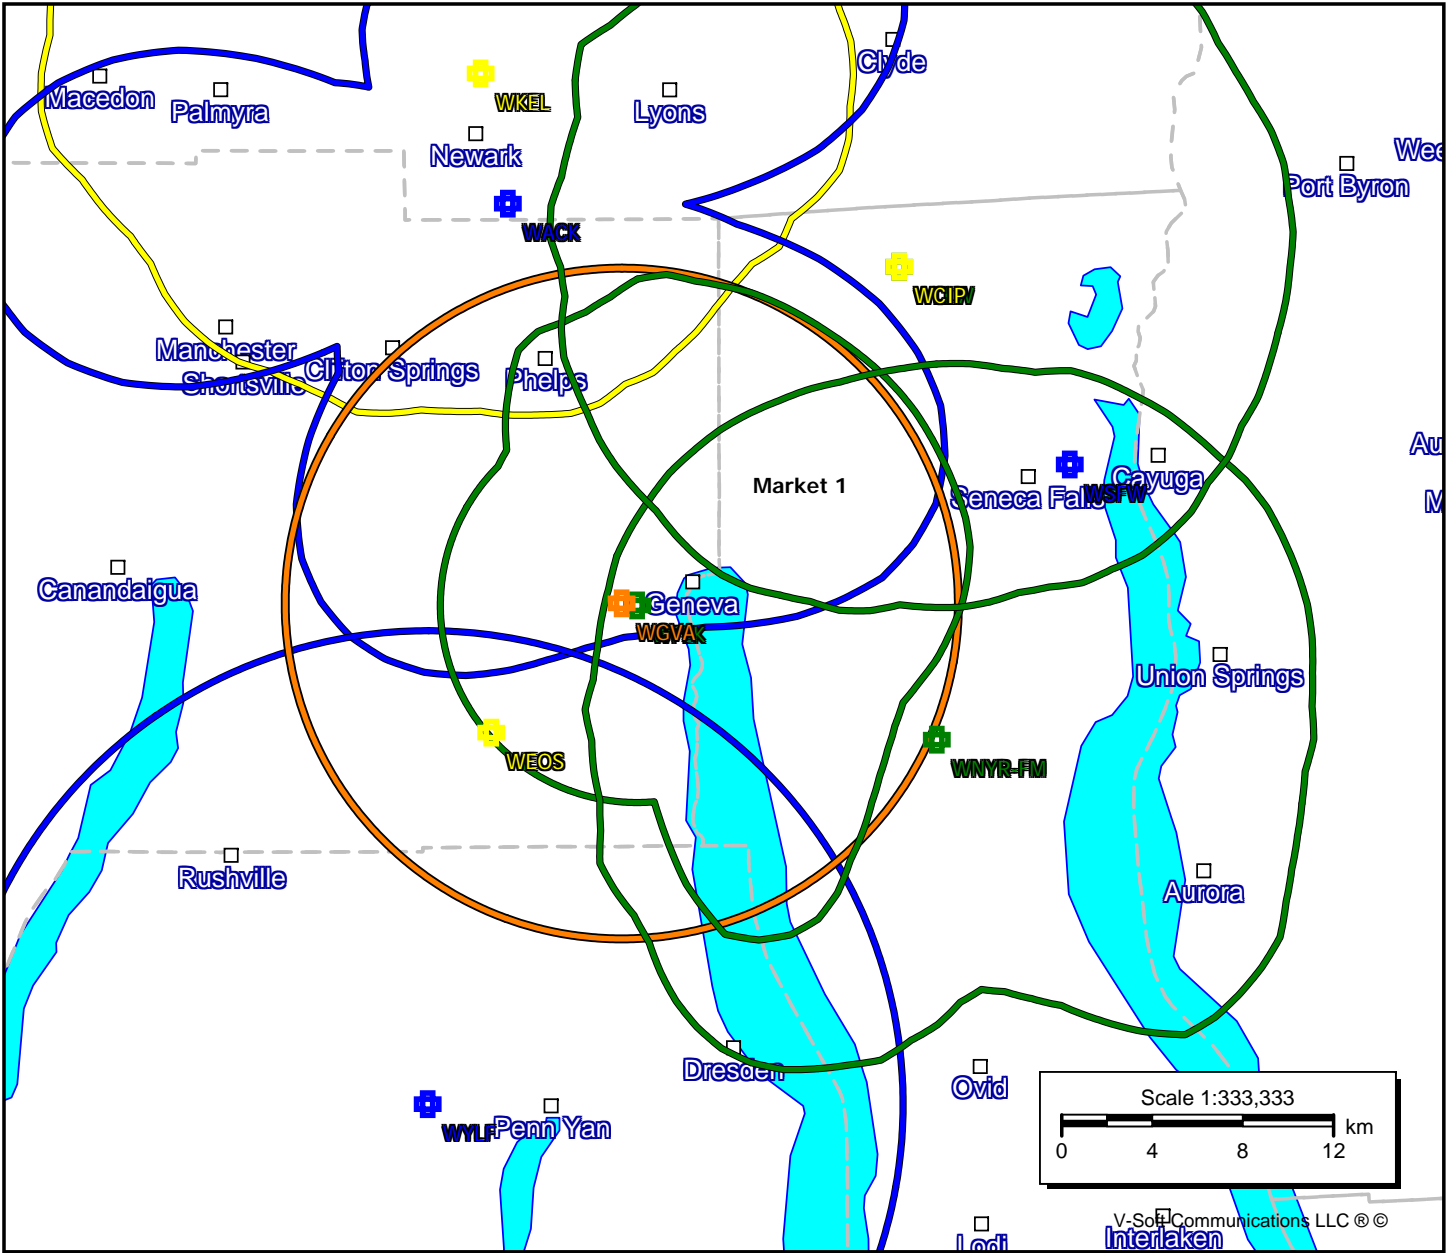 Clyde
Macedon
WKEL
Palmyra
Lyons
Newark
Port Byron
WACK
Manchester
Clifton Springs
Phelps
Shortsville
Market 1
Cayuga
Seneca Falls
WSFW
Canandaigua
Geneva
WGVA
Union Springs
WEOS
WNYR-FM
Rushville
Aurora
Dresden
Ovid
Scale 1:333,333
km
0 4 8 12
WYLF
Penn Yan
V-Soft Communications LLC ® ©
Interlaken
Lodi